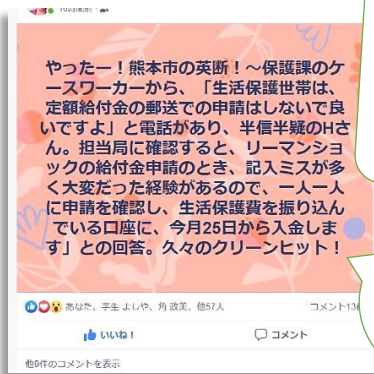 やったー！熊本市の英断！～保護課のケ
ースワーカーから、「生活保護世帯は、
定額給付金の郵送での申請はしないで良
いですよ」と電話があり、半信半疑のHさ
ん。担当局に確認すると、リーマンショ
ックの給付金申請のとき、記入ミスが多
く大変だった経験があるので、一人一人
に申請を確認し、生活保護費を振り込ん
でいる口座に、今月25日から入金しま
す」との回答。久々のクリーンヒット！
あなた、芋生 よしや、角 政美、他57人
コメント13
いいね！
コメント
他9件のコメントを表示